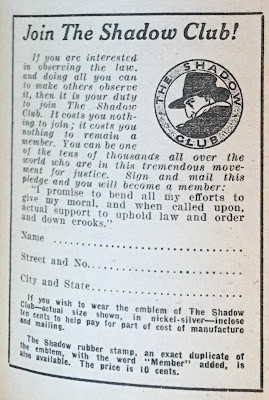 Join The Shadow Club!
If you are interested
in observing the law,
and doing all you can
to make others observe
it, then it is your duty
to join The Shadow
Club. It costs you noth-
ing to join; it costs you
nothing to remain a
member. You can be one
of the tens of thousands all over the
world who are in this tremendous move-
ment for justice. Sign and mail this
pledge and you will become a member:
"I promise to bend all my efforts to
give my moral, and when called upon,
actual support to uphold law and order
and down crooks."
THE SHADOW
CLUB
Name ..............................
Street and No......................
City and State.....................
If you wish to wear the emblem of The Shadow
Club—actual size shown, in nickel-silver—inclose
ten cents to help pay for part of cost of manufacture
and mailing.
The Shadow rubber stamp, an exact duplicate of
the emblem, with the word "Member" added, is
also available. The price is 10 cents.